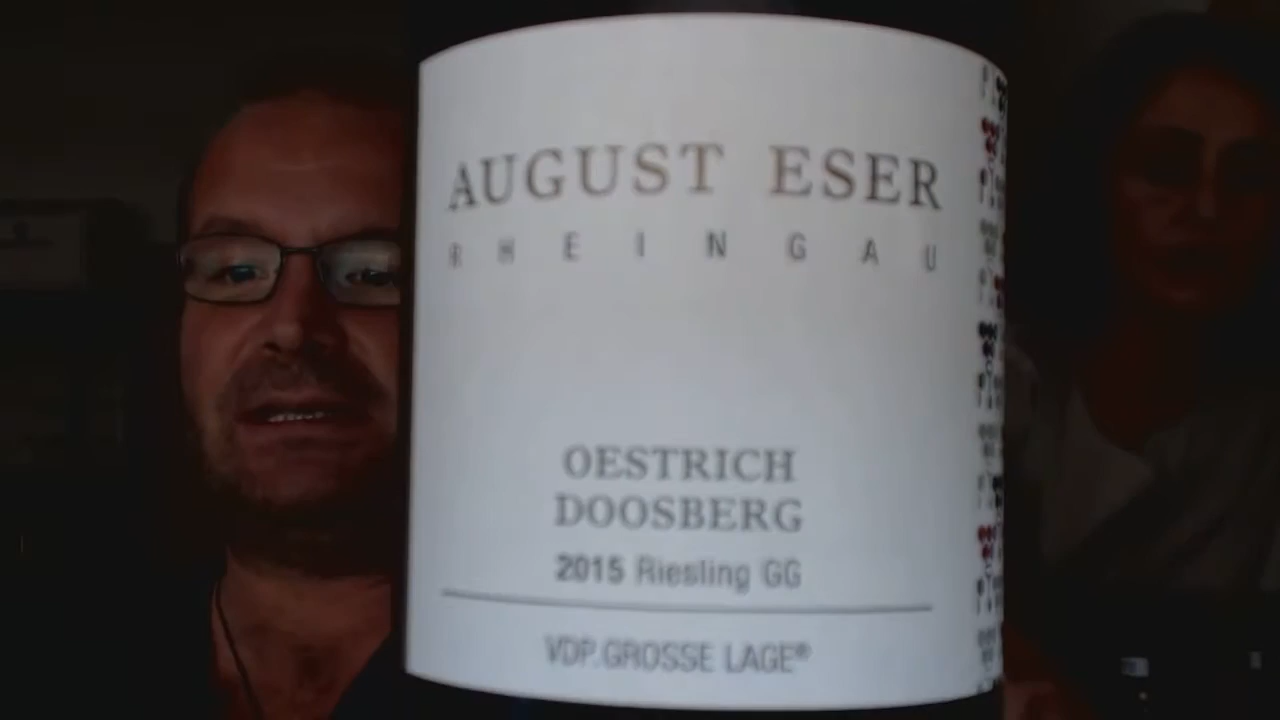 AUGUST ESER
RHEINGAU
OESTRICH
DOOSBERG
2015 Riesling GG
VDP.GROSSE LAGE®